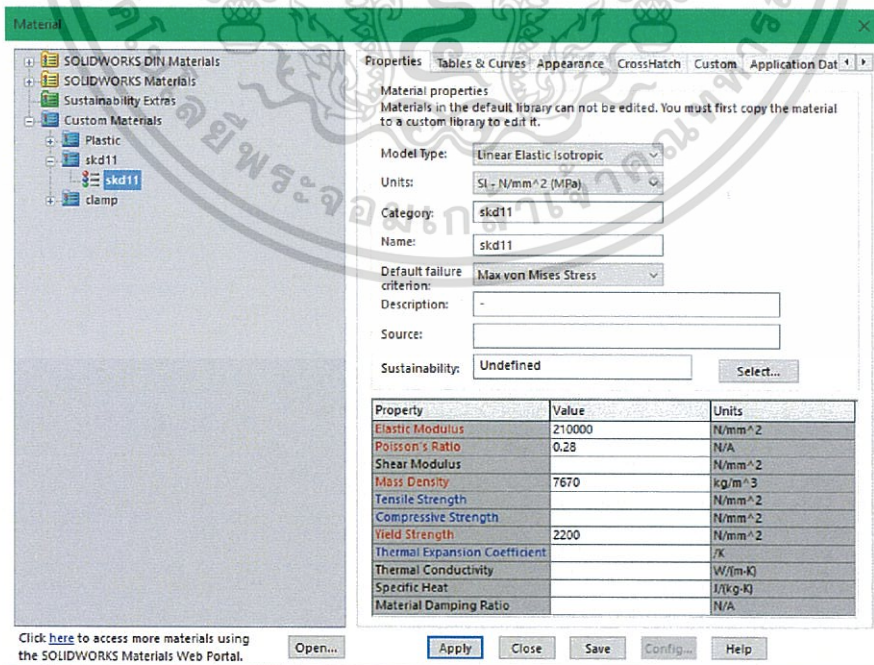 Material
SOLIDWORKS DIN Materials
SOLIDWORKS Materials
Sustainability Extras
Custom Materials
Plastic
skd11
skd11
clamp
Properties Tables & Curves Appearance CrossHatch Custom Application Dat
Material properties
Materials in the default library can not be edited. You must first copy the material
to a custom library to edit it.
Model Type: Linear Elastic Isotropic
Units: SI - N/mm^2 (MPa)
Category: skd11
Name: skd11
Default failure
criterion: Max von Mises Stress
Description: -
Source:
Sustainability: Undefined Select...
Property Value Units
Elastic Modulus 210000 N/mm^2
Poisson's Ratio 0.28 N/A
Shear Modulus N/mm^2
Mass Density 7670 kg/m^3
Tensile Strength N/mm^2
Compressive Strength N/mm^2
Yield Strength 2200 N/mm^2
Thermal Expansion Coefficient /K
Thermal Conductivity W/(m-K)
Specific Heat J/(kg-K)
Material Damping Ratio N/A
Click here to access more materials using
the SOLIDWORKS Materials Web Portal.
Open... Apply Close Save Config... Help